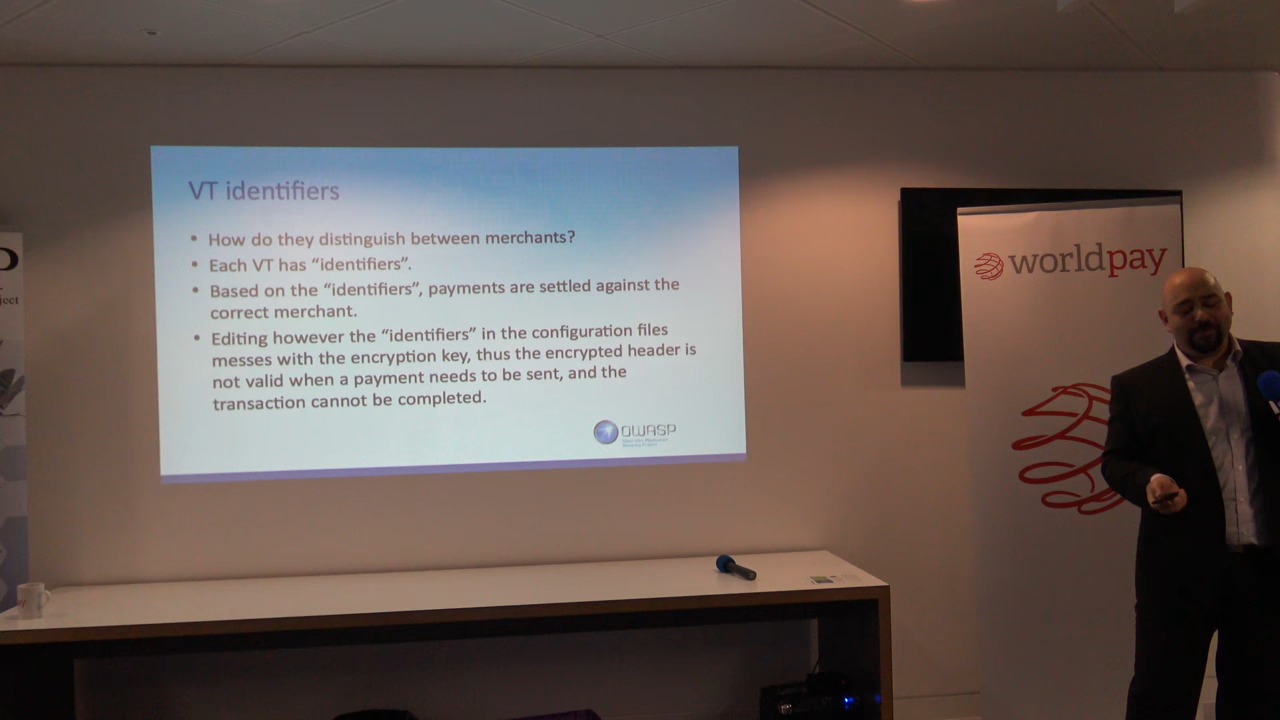 VT identifiers
• How do they distinguish between merchants?
• Each VT has “identifiers”.
• Based on the “identifiers”, payments are settled against the
correct merchant.
• Editing however the “identifiers” in the configuration files
messes with the encryption key, thus the encrypted header is
not valid when a payment needs to be sent, and the
transaction cannot be completed.
OWASP
worldpay